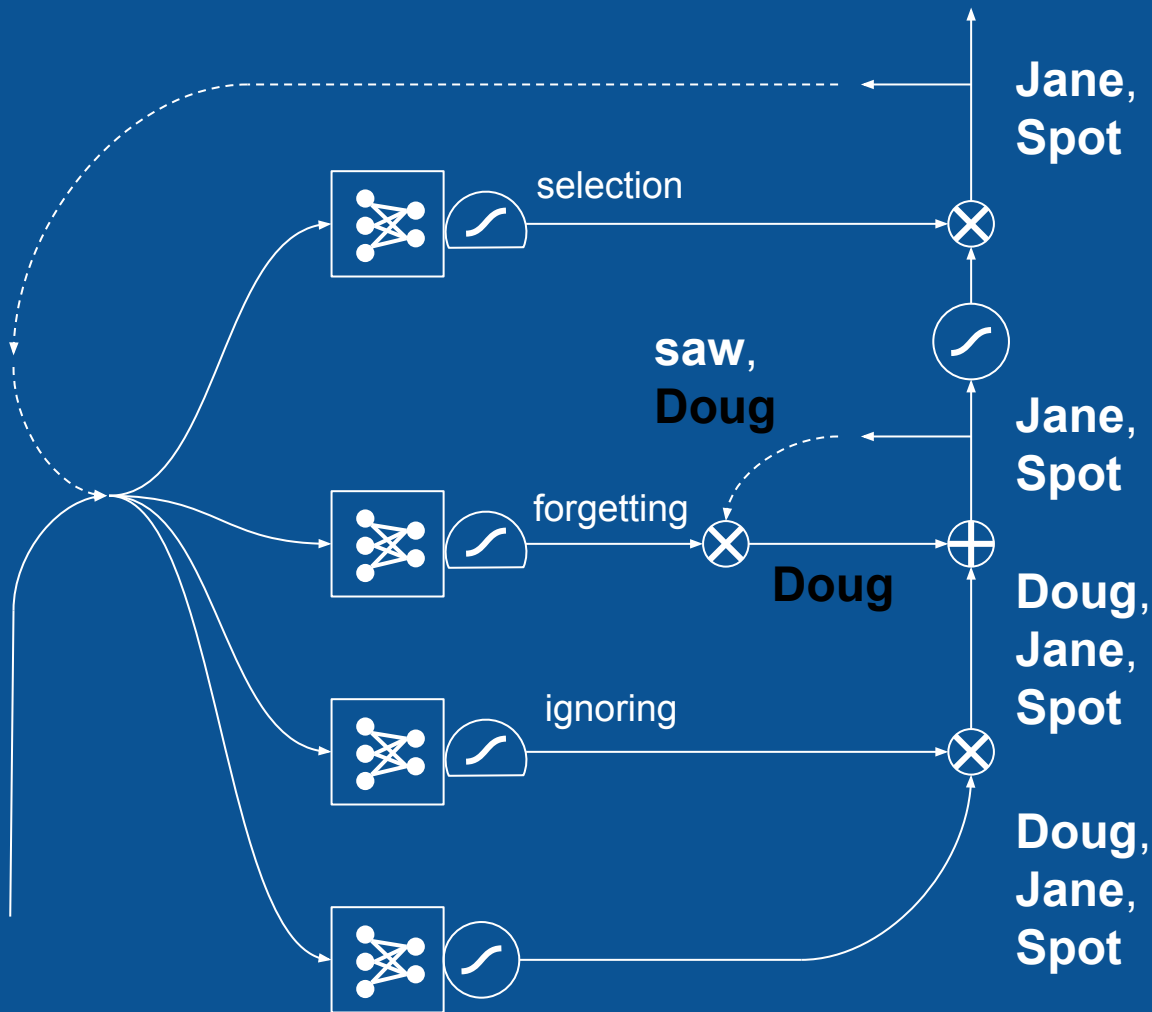 Jane,
Spot
selection
saw,
Doug
Jane,
Spot
forgetting
Doug
Doug,
Jane,
Spot
ignoring
Doug,
Jane,
Spot